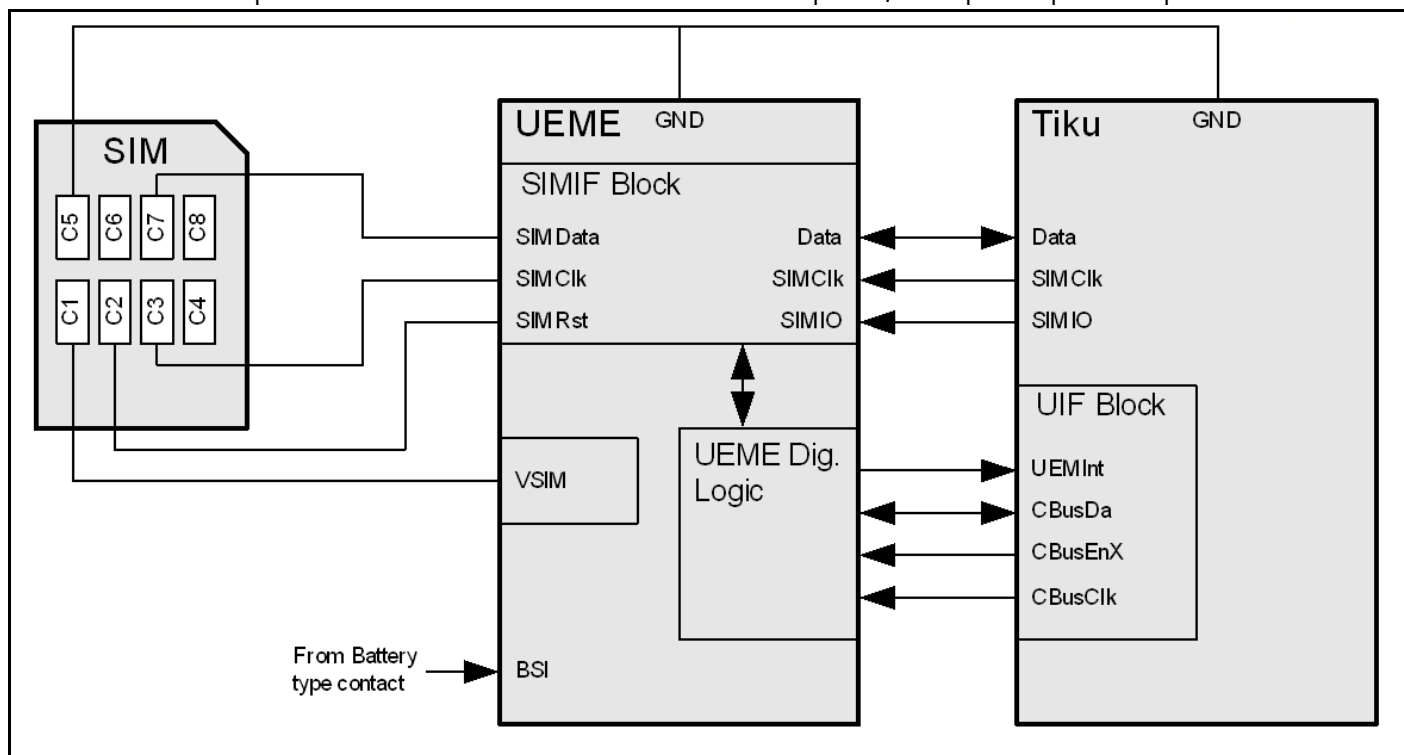 SIM
C5
C6
C7
C8
C1
C2
C3
C4
UEME
GND
SIMIF Block
SIMData
Data
SIMClk
SIMClk
SIMRst
SIMIO
VSIM
UEME Dig.
Logic
From Battery
type contact
BSI
Tiku
GND
Data
SIMClk
SIMIO
UIF Block
UEMInt
CBusDa
CBusEnX
CBusClk